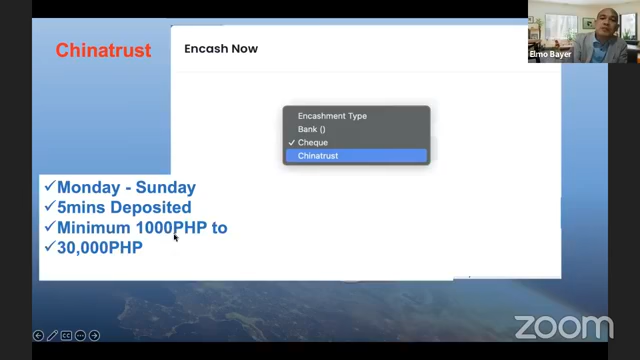 Chinatrust
Encash Now
Elmo Bayer
Encashment Type
Bank ()
✓ Cheque
Chinatrust
✓Monday - Sunday
✓5mins Deposited
✓Minimum 1000PHP to
✓30,000PHP
CC
zoom